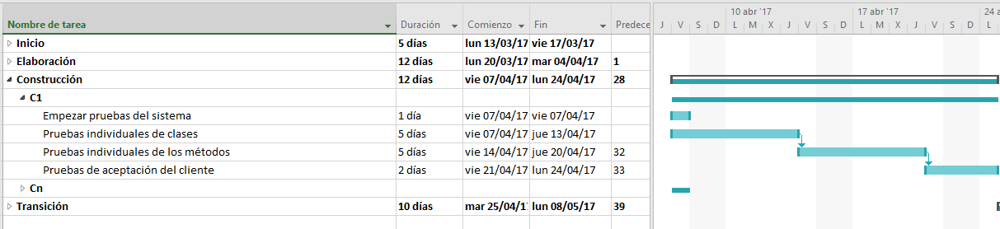 10 abr '17 17 abr '17 24 a
Nombre de tarea Duración Comienzo Fin Predece J V S D L M X J V S D L M X J V S D L
Inicio 5 días lun 13/03/17 vie 17/03/17
Elaboración 12 días lun 20/03/17 mar 04/04/17 1
Construcción 12 días vie 07/04/17 lun 24/04/17 28
C1
Empezar pruebas del sistema 1 día vie 07/04/17 vie 07/04/17
Pruebas individuales de clases 5 días vie 07/04/17 jue 13/04/17
Pruebas individuales de los métodos 5 días vie 14/04/17 jue 20/04/17 32
Pruebas de aceptación del cliente 2 días vie 21/04/17 lun 24/04/17 33
Cn
Transición 10 días mar 25/04/1 lun 08/05/17 39